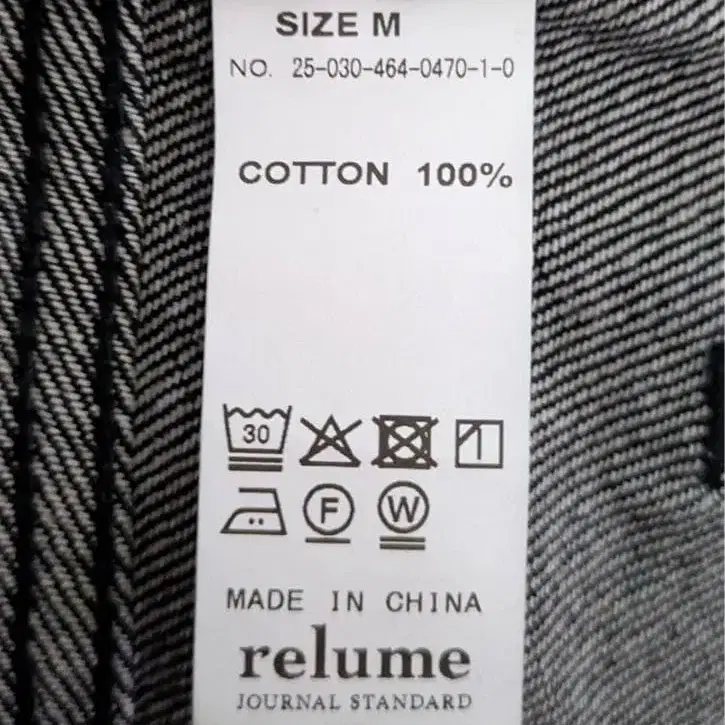 SIZE M
NO. 25-030-464-0470-1-0
COTTON 100%
30
F W
MADE IN CHINA
relume
JOURNAL STANDARD